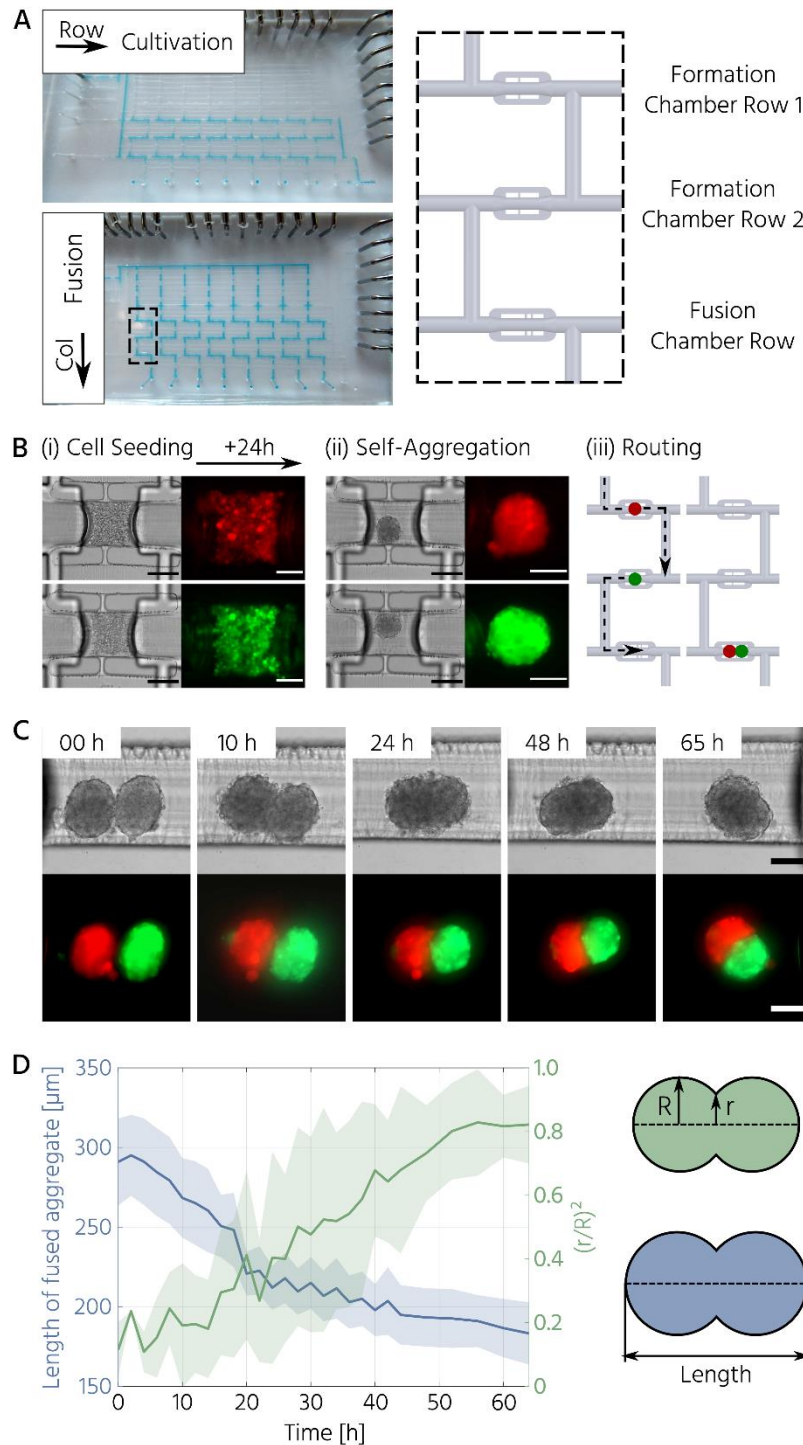 A
Row
Cultivation
Fusion
Col
Formation
Chamber Row 1
Formation
Chamber Row 2
Fusion
Chamber Row
B (i) Cell Seeding +24h (ii) Self-Aggregation (iii) Routing
C
00 h 10 h 24 h 48 h 65 h
D
Length of fused aggregate [µm]
350
300
250
200
150
0 10 20 30 40 50 60
Time [h]
1.0
0.8
0.6
0.4
0.2
0
(r/R)²
R r
Length